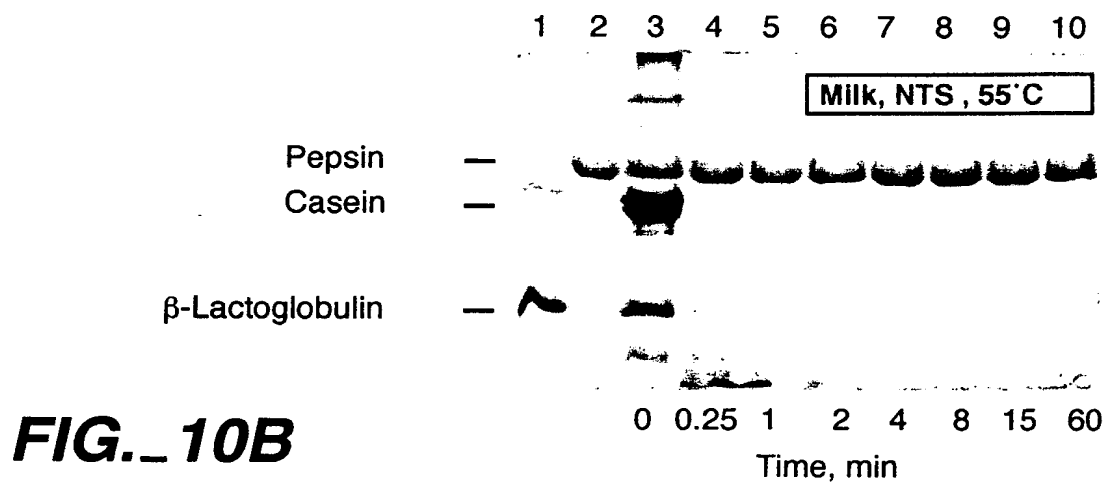 1 2 3 4 5 6 7 8 9 10
Milk, NTS , 55°C
Pepsin
Casein
β-Lactoglobulin
0 0.25 1 2 4 8 15 60
Time, min
FIG._ 10B